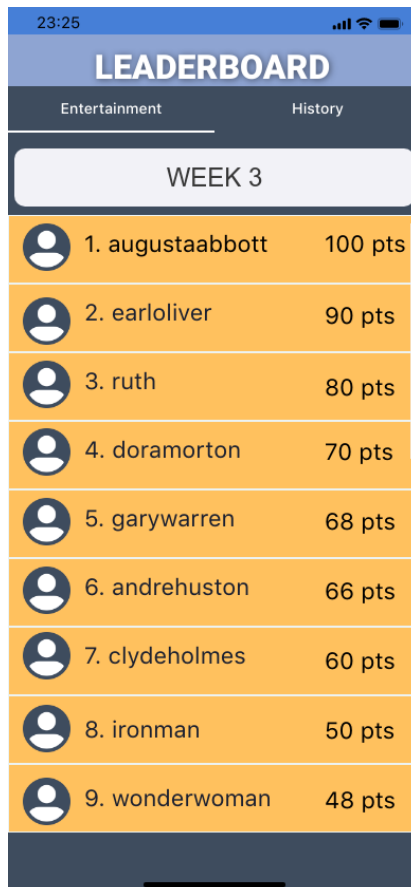 23:25
LEADERBOARD
Entertainment History
WEEK 3
1. augustaabbott 100 pts
2. earloliver 90 pts
3. ruth 80 pts
4. doramorton 70 pts
5. garywarren 68 pts
6. andrehuston 66 pts
7. clydeholmes 60 pts
8. ironman 50 pts
9. wonderwoman 48 pts